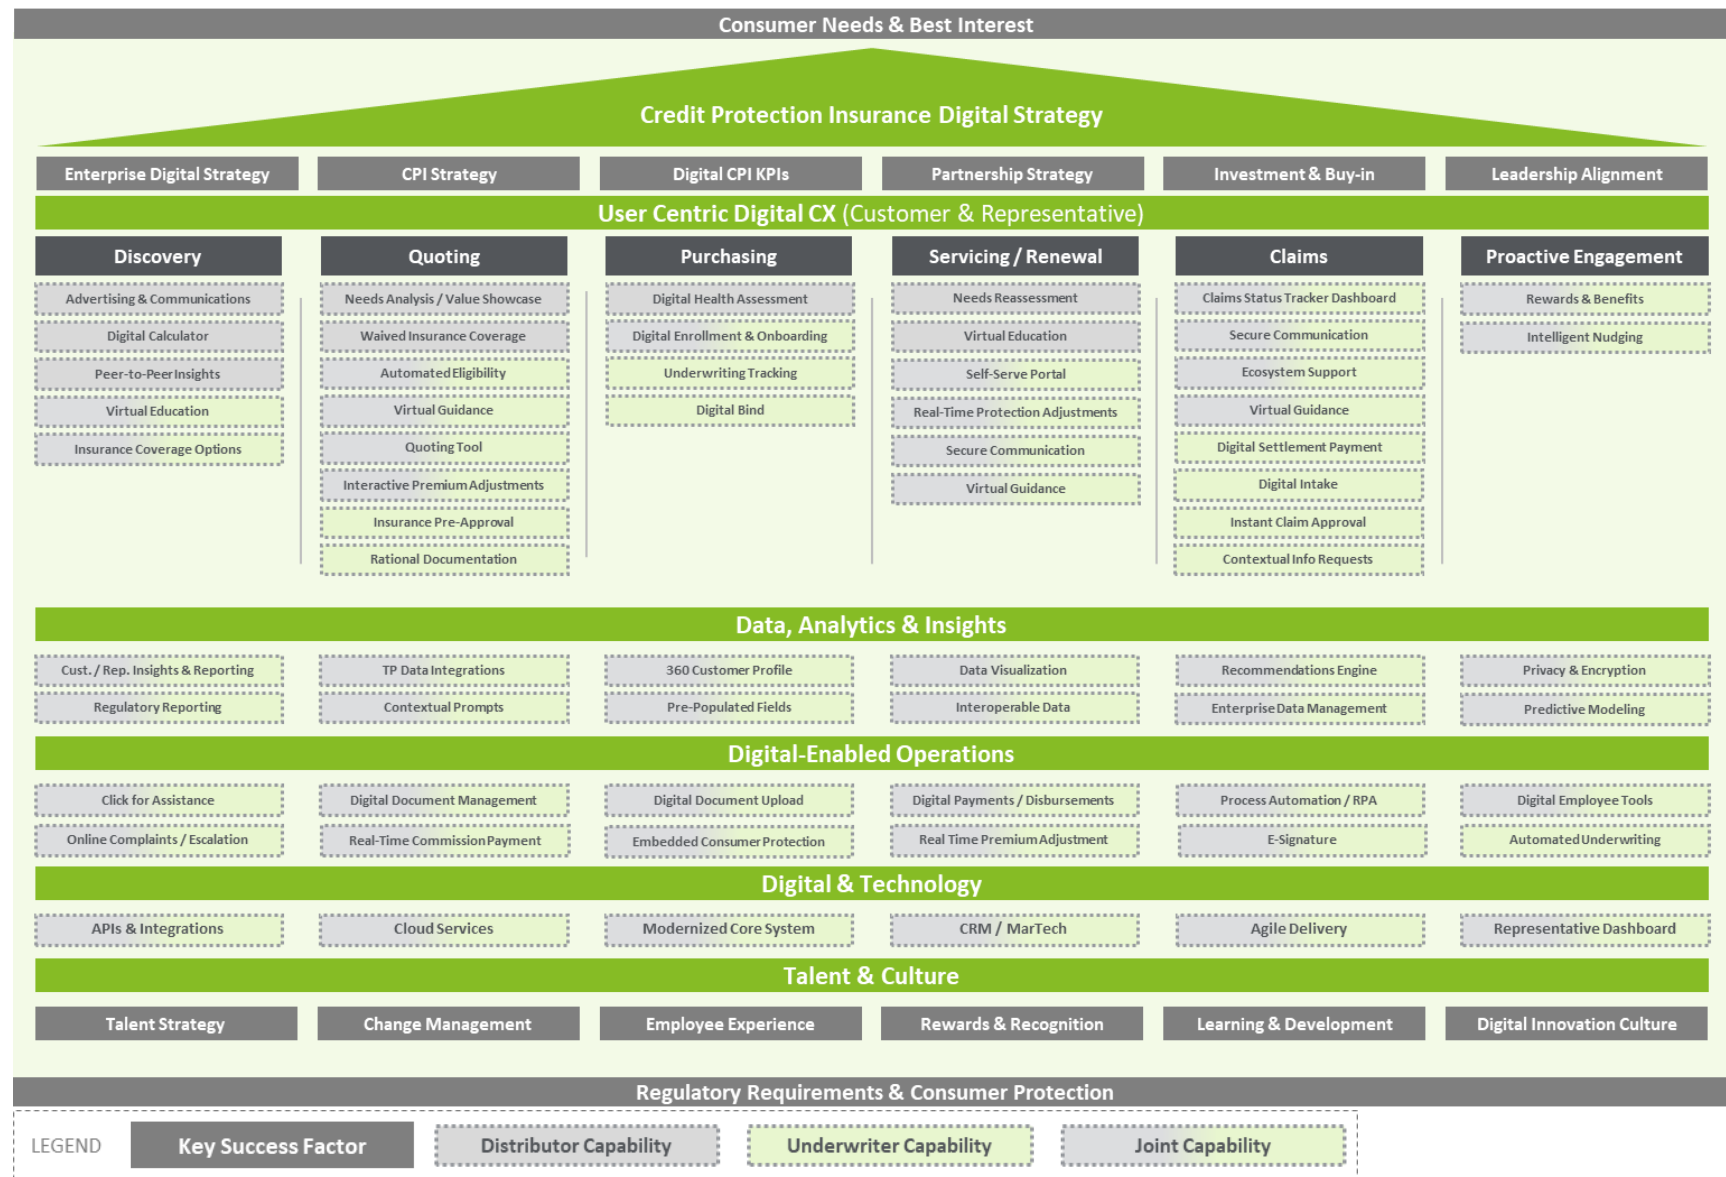 Consumer Needs & Best Interest
Credit Protection Insurance Digital Strategy
Enterprise Digital Strategy
CPI Strategy
Digital CPI KPIs
Partnership Strategy
Investment & Buy-in
Leadership Alignment
User Centric Digital CX (Customer & Representative)
Discovery
Advertising & Communications
Digital Calculator
Peer-to-Peer Insights
Virtual Education
Insurance Coverage Options
Quoting
Needs Analysis / Value Showcase
Waived Insurance Coverage
Automated Eligibility
Virtual Guidance
Quoting Tool
Interactive Premium Adjustments
Insurance Pre-Approval
Rational Documentation
Purchasing
Digital Health Assessment
Digital Enrollment & Onboarding
Underwriting Tracking
Digital Bind
Servicing / Renewal
Needs Reassessment
Virtual Education
Self-Serve Portal
Real-Time Protection Adjustments
Secure Communication
Virtual Guidance
Claims
Claims Status Tracker Dashboard
Secure Communication
Ecosystem Support
Virtual Guidance
Digital Settlement Payment
Digital Intake
Instant Claim Approval
Contextual Info Requests
Proactive Engagement
Rewards & Benefits
Intelligent Nudging
Data, Analytics & Insights
Cust. / Rep. Insights & Reporting
TP Data Integrations
360 Customer Profile
Data Visualization
Recommendations Engine
Privacy & Encryption
Regulatory Reporting
Contextual Prompts
Pre-Populated Fields
Interoperable Data
Enterprise Data Management
Predictive Modeling
Digital-Enabled Operations
Click for Assistance
Digital Document Management
Digital Document Upload
Digital Payments / Disbursements
Process Automation / RPA
Digital Employee Tools
Online Complaints / Escalation
Real-Time Commission Payment
Embedded Consumer Protection
Real Time Premium Adjustment
E-Signature
Automated Underwriting
Digital & Technology
APIs & Integrations
Cloud Services
Modernized Core System
CRM / MarTech
Agile Delivery
Representative Dashboard
Talent & Culture
Talent Strategy
Change Management
Employee Experience
Rewards & Recognition
Learning & Development
Digital Innovation Culture
Regulatory Requirements & Consumer Protection
LEGEND
Key Success Factor
Distributor Capability
Underwriter Capability
Joint Capability